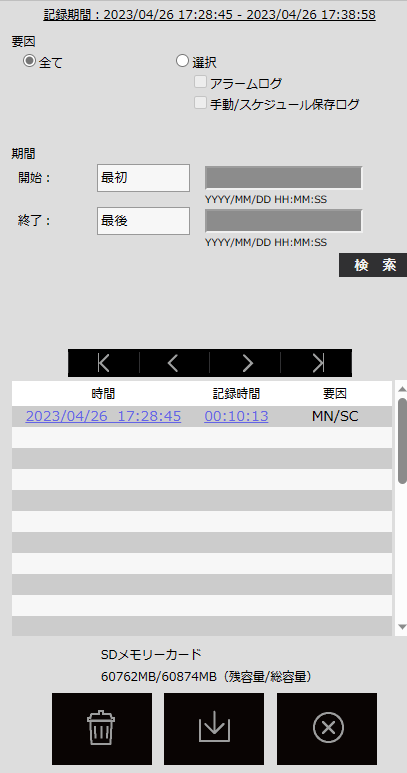 記録期間 : 2023/04/26 17:28:45 - 2023/04/26 17:38:58
要因
全て 選択
アラームログ
手動/スケジュール保存ログ
期間
開始 : 最初
YYYY/MM/DD HH:MM:SS
終了 : 最後
YYYY/MM/DD HH:MM:SS
検 索
時間 記録時間 要因
2023/04/26 17:28:45 00:10:13 MN/SC
SDメモリーカード
60762MB/60874MB（残容量/総容量）